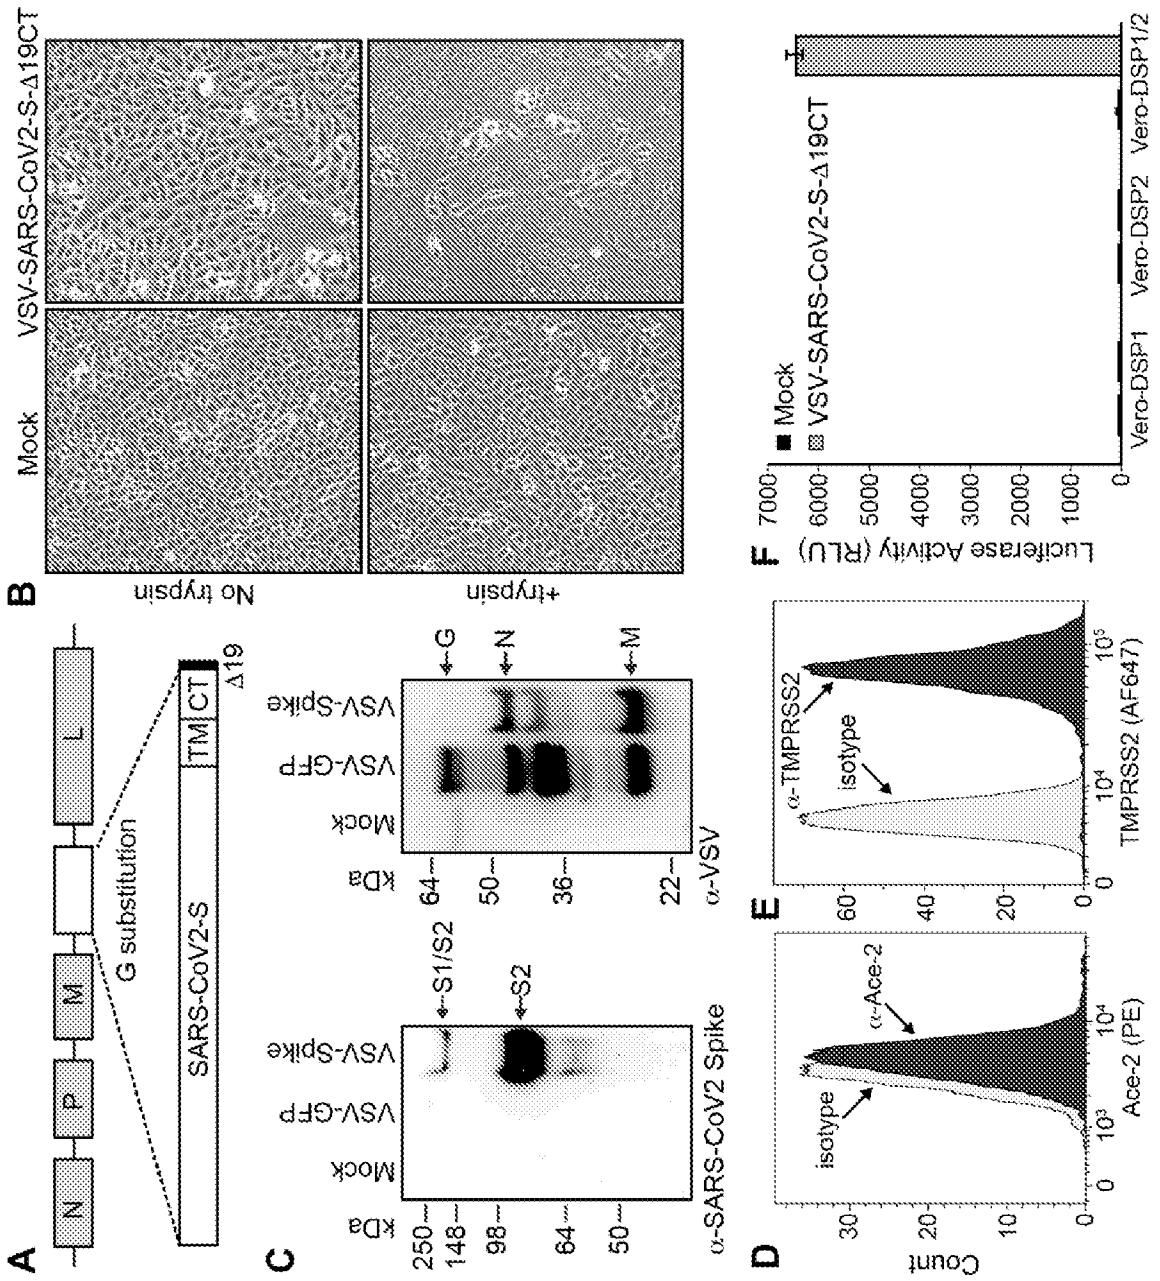 A
N
P
M
L
G substitution
SARS-CoV2-S
TM
CT
Δ19
B
Mock
VSV-SARS-CoV2-S-Δ19CT
No trypsin
+trypsin
C
kDa
Mock
VSV-GFP
VSV-Spike
250
148
98
64
50
S1/S2
S2
α-SARS-CoV2 Spike
kDa
Mock
VSV-GFP
VSV-Spike
64
50
36
22
G
N
M
α-VSV
D
Count
30
20
10
0
isotype
α-Ace-2
0
10³
10⁴
Ace-2 (PE)
E
60
40
20
0
α-TMPRSS2
isotype
0
10⁴
10⁵
TMPRSS2 (AF647)
F
Luciferase Activity (RLU)
7000
6000
5000
4000
3000
2000
1000
0
Mock
VSV-SARS-CoV2-S-Δ19CT
Vero-DSP1
Vero-DSP2
Vero-DSP1/2